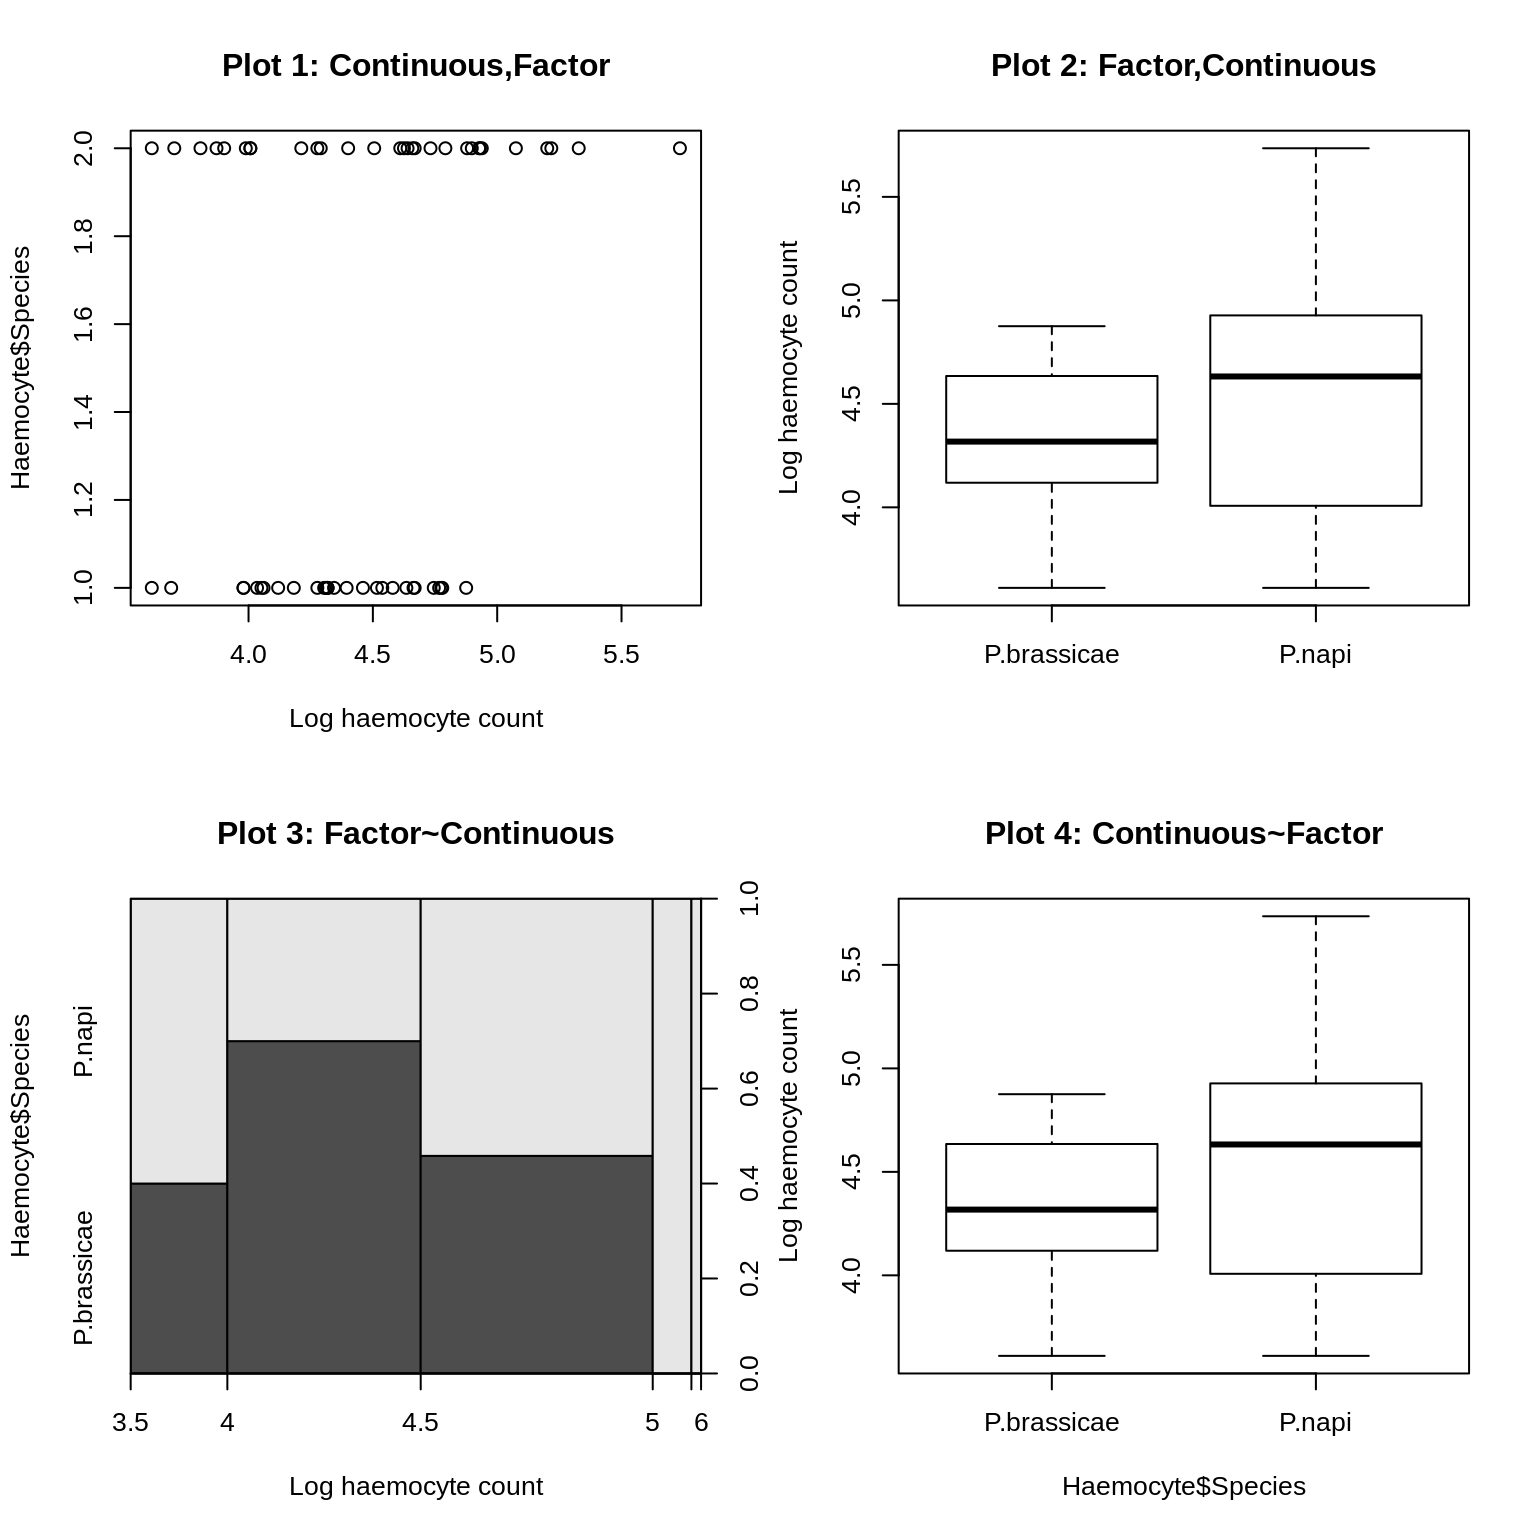 Plot 1: Continuous,Factor
Haemocyte$Species
2.0
1.8
1.6
1.4
1.2
1.0
4.0 4.5 5.0 5.5
Log haemocyte count
Plot 2: Factor,Continuous
Log haemocyte count
5.5
5.0
4.5
4.0
P.brassicae P.napi
Plot 3: Factor~Continuous
Haemocyte$Species
P.napi
P.brassicae
1.0
0.8
0.6
0.4
0.2
0.0
3.5 4 4.5 5 6
Log haemocyte count
Plot 4: Continuous~Factor
Log haemocyte count
5.5
5.0
4.5
4.0
P.brassicae P.napi
Haemocyte$Species